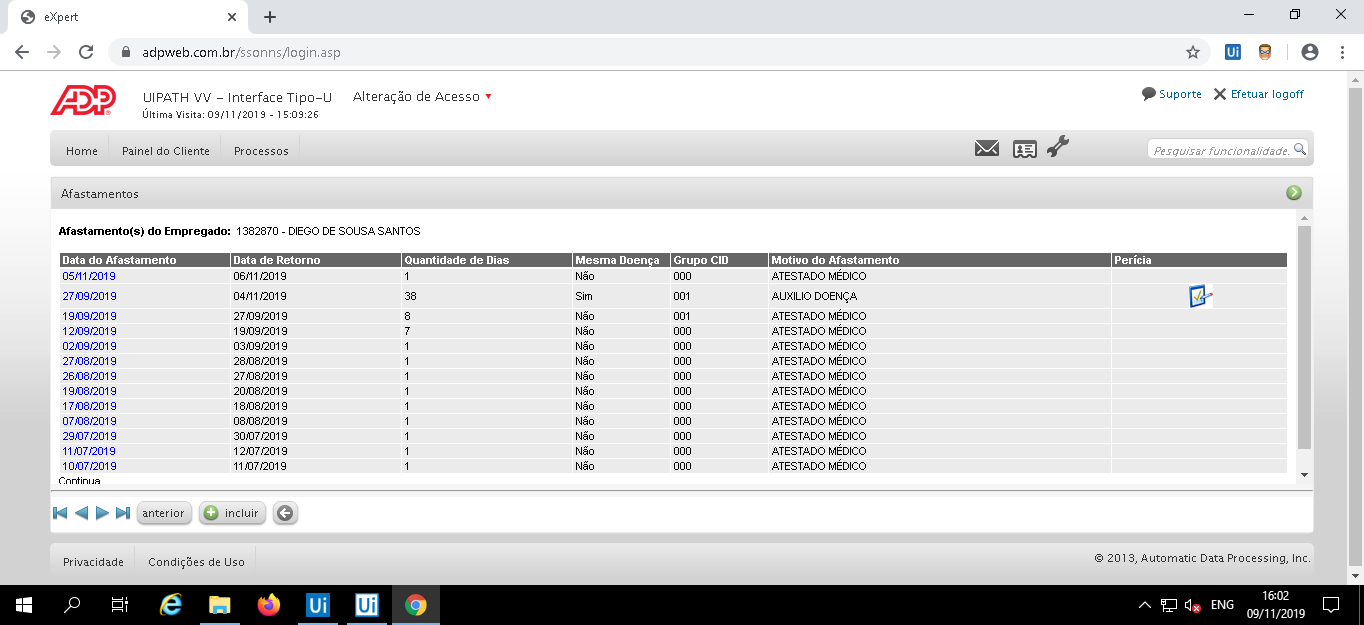 eXpert
adpweb.com.br/ssonns/login.asp
Ui
ADP
UIPATH VV - Interface Tipo-U
Alteração de Acesso
Última Visita: 09/11/2019 - 15:09:26
Suporte
Efetuar logoff
Home
Painel do Cliente
Processos
Pesquisar funcionalidade.
Afastamentos
Afastamento(s) do Empregado: 1382870 - DIEGO DE SOUSA SANTOS
Data do Afastamento Data de Retorno Quantidade de Dias Mesma Doença Grupo CID Motivo do Afastamento Perícia
05/11/2019 06/11/2019 1 Não 000 ATESTADO MÉDICO
27/09/2019 04/11/2019 38 Sim 001 AUXILIO DOENÇA
19/09/2019 27/09/2019 8 Não 001 ATESTADO MÉDICO
12/09/2019 19/09/2019 7 Não 000 ATESTADO MÉDICO
02/09/2019 03/09/2019 1 Não 000 ATESTADO MÉDICO
27/08/2019 28/08/2019 1 Não 000 ATESTADO MÉDICO
26/08/2019 27/08/2019 1 Não 000 ATESTADO MÉDICO
19/08/2019 20/08/2019 1 Não 000 ATESTADO MÉDICO
17/08/2019 18/08/2019 1 Não 000 ATESTADO MÉDICO
07/08/2019 08/08/2019 1 Não 000 ATESTADO MÉDICO
29/07/2019 30/07/2019 1 Não 000 ATESTADO MÉDICO
11/07/2019 12/07/2019 1 Não 000 ATESTADO MÉDICO
10/07/2019 11/07/2019 1 Não 000 ATESTADO MÉDICO
Continua
anterior
incluir
Privacidade
Condições de Uso
© 2013, Automatic Data Processing, Inc.
Ui
Ui
ENG
16:02
09/11/2019